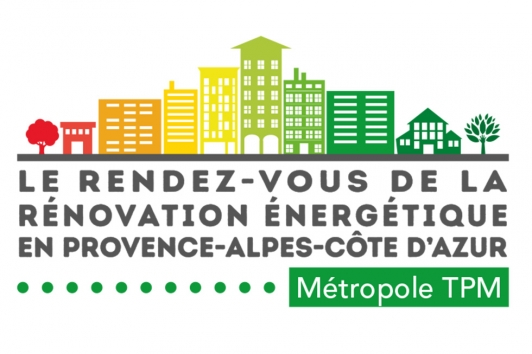 LE RENDEZ-VOUS DE LA
RÉNOVATION ÉNERGÉTIQUE
EN PROVENCE-ALPES-CÔTE D'AZUR
Métropole TPM